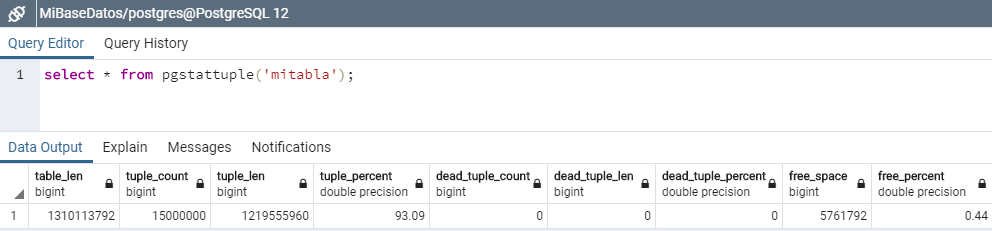 MiBaseDatos/postgres@PostgreSQL 12
Query Editor Query History
1 select * from pgstattuple('mitabla');
Data Output Explain Messages Notifications
table_len tuple_count tuple_len tuple_percent dead_tuple_count dead_tuple_len dead_tuple_percent free_space free_percent
bigint bigint bigint double precision bigint bigint double precision bigint double precision
1 1310113792 15000000 1219555960 93.09 0 0 0 5761792 0.44